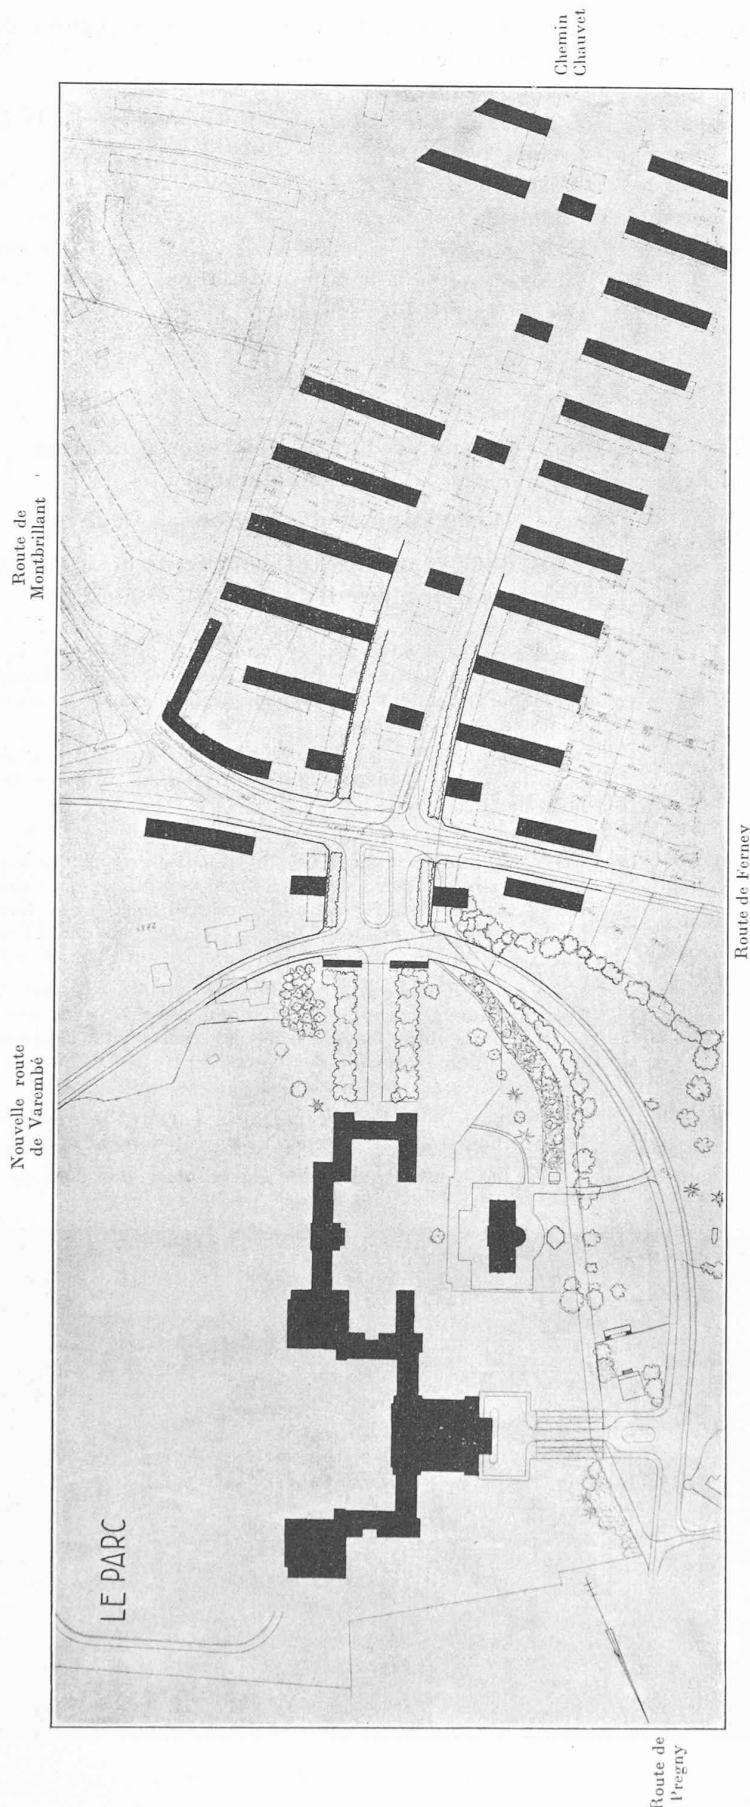 Chemin
Chauvet
Route de
Montbrillant
Nouvelle route
de Varembé
Route de Ferney
LE PARC
Route de
Pregny